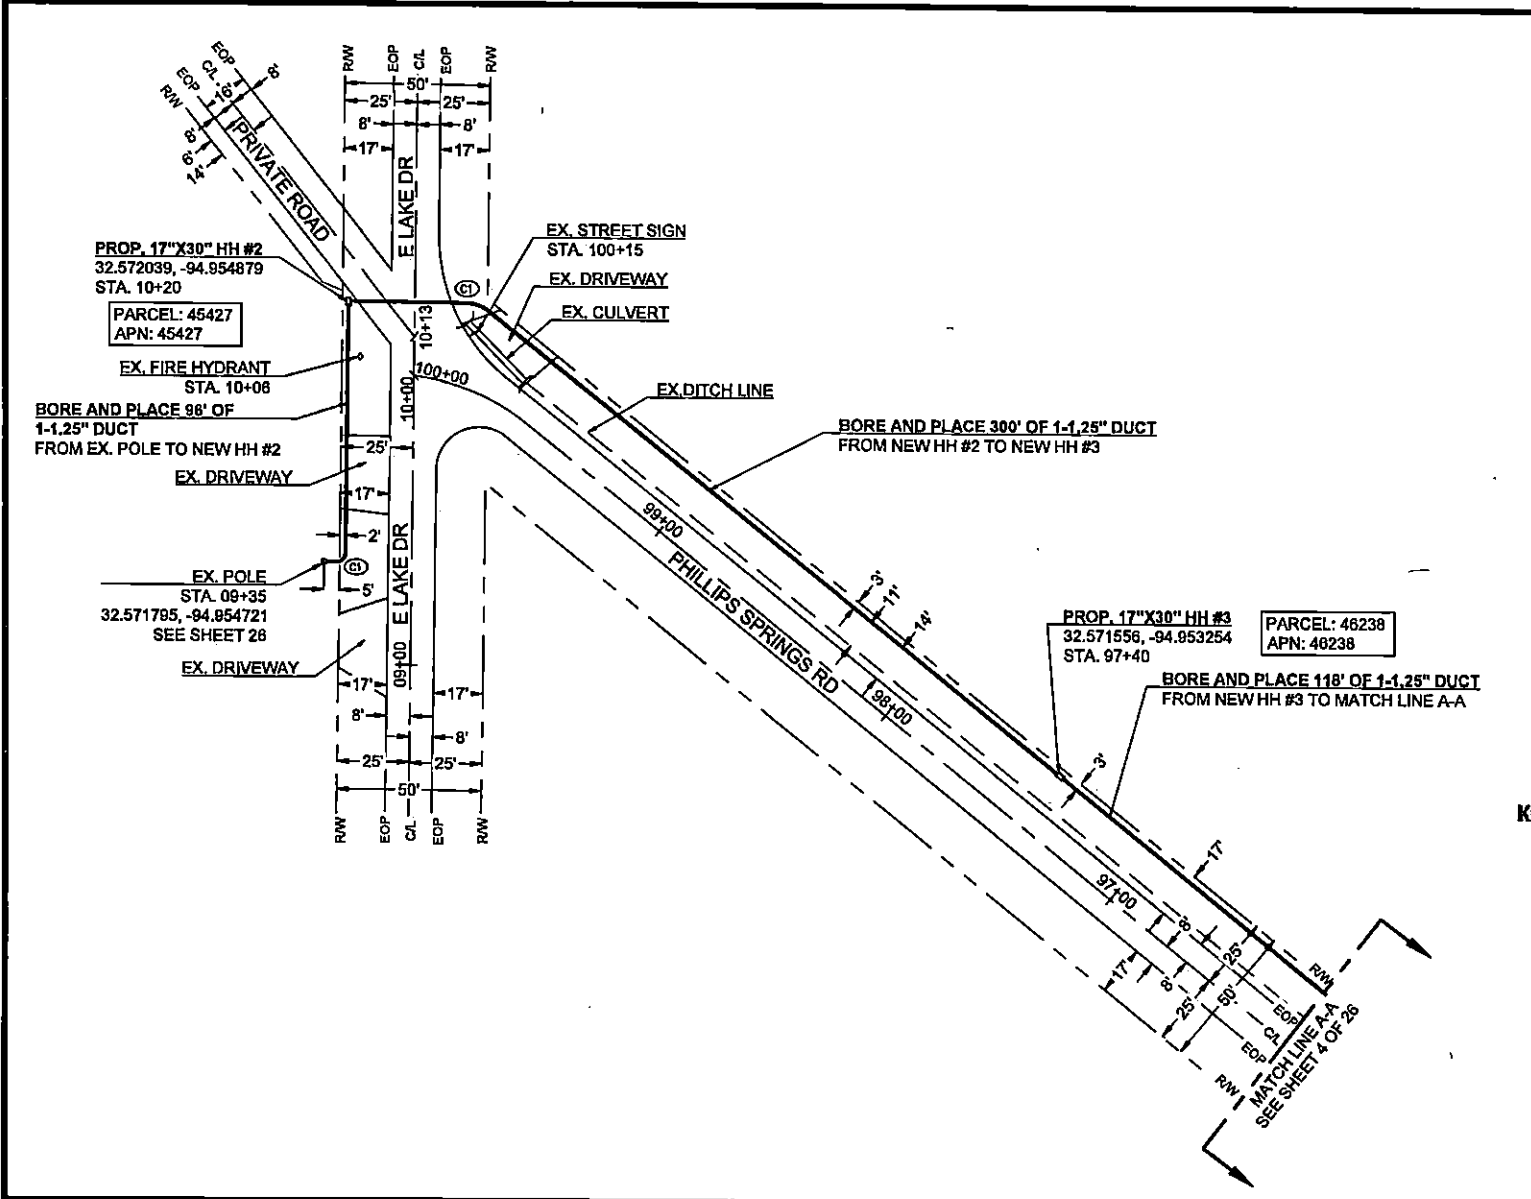 EOP
C/L
EOP
R/W
8'
16'
8'
6'
14'
PRIVATE ROAD
R/W
EOP
C/L
EOP
R/W
50'
25'
25'
8'
8'
17'
17'
E LAKE DR
PROP. 17"X30" HH #2
32.572039, -94.954879
STA. 10+20
PARCEL: 45427
APN: 45427
EX. FIRE HYDRANT
STA. 10+06
BORE AND PLACE 96' OF
1-1.25" DUCT
FROM EX. POLE TO NEW HH #2
EX. DRIVEWAY
C1
EX. STREET SIGN
STA. 100+15
EX. DRIVEWAY
EX. CULVERT
10+13
100+00
10+00
EX.DITCH LINE
BORE AND PLACE 300' OF 1-1.25" DUCT
FROM NEW HH #2 TO NEW HH #3
25'
17'
2'
C1
5'
EX. POLE
STA. 09+35
32.571795, -94.954721
SEE SHEET 26
EX. DRIVEWAY
E LAKE DR
09+00
17'
17'
8'
8'
25'
25'
50'
R/W
EOP
C/L
EOP
R/W
99+00
PHILLIPS SPRINGS RD
98+00
3'
11'
14'
PROP. 17"X30" HH #3
32.571556, -94.953254
STA. 97+40
PARCEL: 46238
APN: 46238
BORE AND PLACE 118' OF 1-1.25" DUCT
FROM NEW HH #3 TO MATCH LINE A-A
3'
17'
97+00
8'
25'
17'
8'
25'
50'
R/W
EOP
C/L
EOP
R/W
MATCH LINE A-A
SEE SHEET 4 OF 26
K